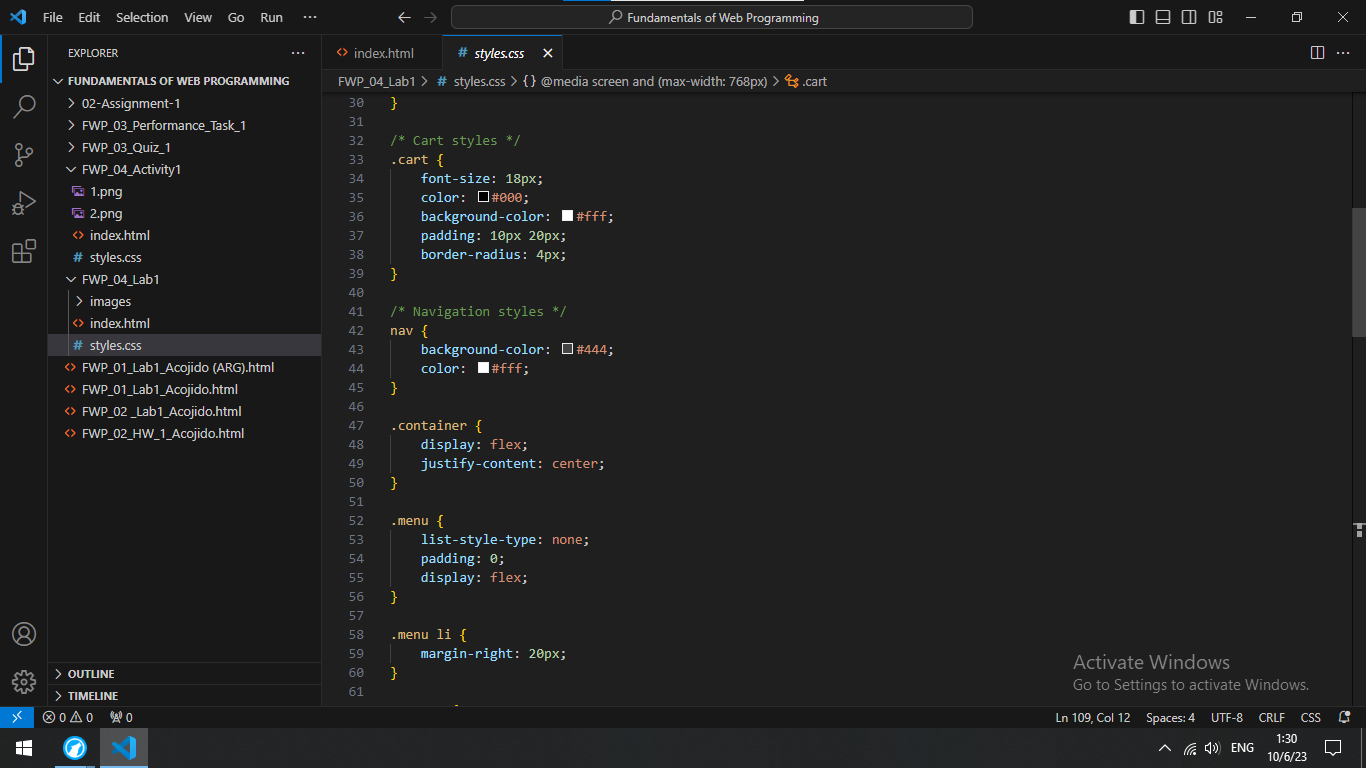 File Edit Selection View Go Run ··· Fundamentals of Web Programming
EXPLORER ···
FUNDAMENTALS OF WEB PROGRAMMING
02-Assignment-1
FWP_03_Performance_Task_1
FWP_03_Quiz_1
FWP_04_Activity1
1.png
2.png
index.html
styles.css
FWP_04_Lab1
images
index.html
styles.css
FWP_01_Lab1_Acojido (ARG).html
FWP_01_Lab1_Acojido.html
FWP_02 _Lab1_Acojido.html
FWP_02_HW_1_Acojido.html
OUTLINE
TIMELINE
index.html # styles.css
FWP_04_Lab1 > # styles.css > {} @media screen and (max-width: 768px) > .cart
30 }
31
32 /* Cart styles */
33 .cart {
34 font-size: 18px;
35 color: #000;
36 background-color: #fff;
37 padding: 10px 20px;
38 border-radius: 4px;
39 }
40
41 /* Navigation styles */
42 nav {
43 background-color: #444;
44 color: #fff;
45 }
46
47 .container {
48 display: flex;
49 justify-content: center;
50 }
51
52 .menu {
53 list-style-type: none;
54 padding: 0;
55 display: flex;
56 }
57
58 .menu li {
59 margin-right: 20px;
60 }
61
Activate Windows
Go to Settings to activate Windows.
0 0 0 Ln 109, Col 12 Spaces: 4 UTF-8 CRLF CSS
ENG 1:30
10/6/23